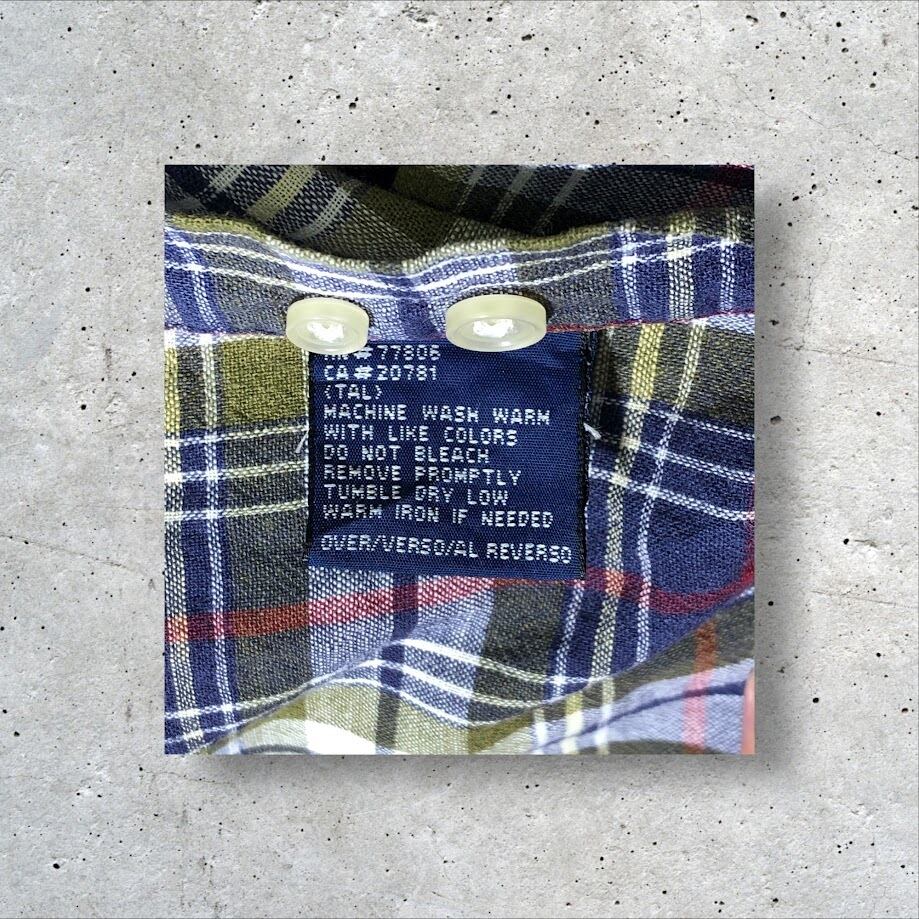 #77806
CA#20781
(TAL)
MACHINE WASH WARM
WITH LIKE COLORS
DO NOT BLEACH
REMOVE PROMPTLY
TUMBLE DRY LOW
WARM IRON IF NEEDED
OVER/VERSO/AL REVERSO